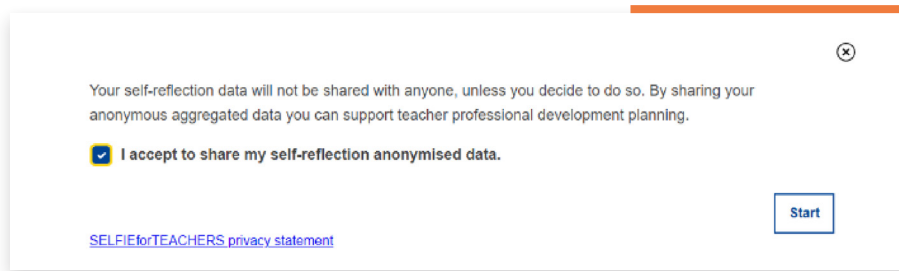 Your self-reflection data will not be shared with anyone, unless you decide to do so. By sharing your
anonymous aggregated data you can support teacher professional development planning.
I accept to share my self-reflection anonymised data.
Start
SELFIEforTEACHERS privacy statement